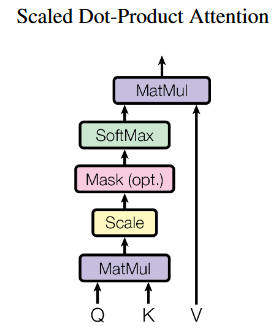 Scaled Dot-Product Attention
MatMul
SoftMax
Mask (opt.)
Scale
MatMul
Q K V